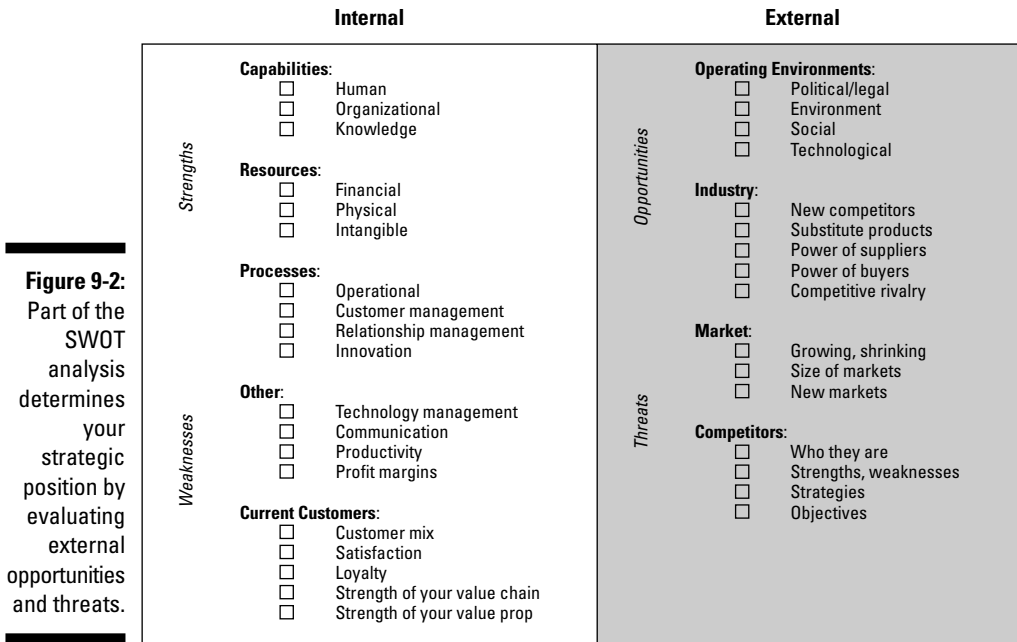 Internal
External
Strengths
Weaknesses
Capabilities:
☐ Human
☐ Organizational
☐ Knowledge
Resources:
☐ Financial
☐ Physical
☐ Intangible
Processes:
☐ Operational
☐ Customer management
☐ Relationship management
☐ Innovation
Other:
☐ Technology management
☐ Communication
☐ Productivity
☐ Profit margins
Current Customers:
☐ Customer mix
☐ Satisfaction
☐ Loyalty
☐ Strength of your value chain
☐ Strength of your value prop
Opportunities
Threats
Operating Environments:
☐ Political/legal
☐ Environment
☐ Social
☐ Technological
Industry:
☐ New competitors
☐ Substitute products
☐ Power of suppliers
☐ Power of buyers
☐ Competitive rivalry
Market:
☐ Growing, shrinking
☐ Size of markets
☐ New markets
Competitors:
☐ Who they are
☐ Strengths, weaknesses
☐ Strategies
☐ Objectives
Figure 9-2:
Part of the
SWOT
analysis
determines
your
strategic
position by
evaluating
external
opportunities
and threats.